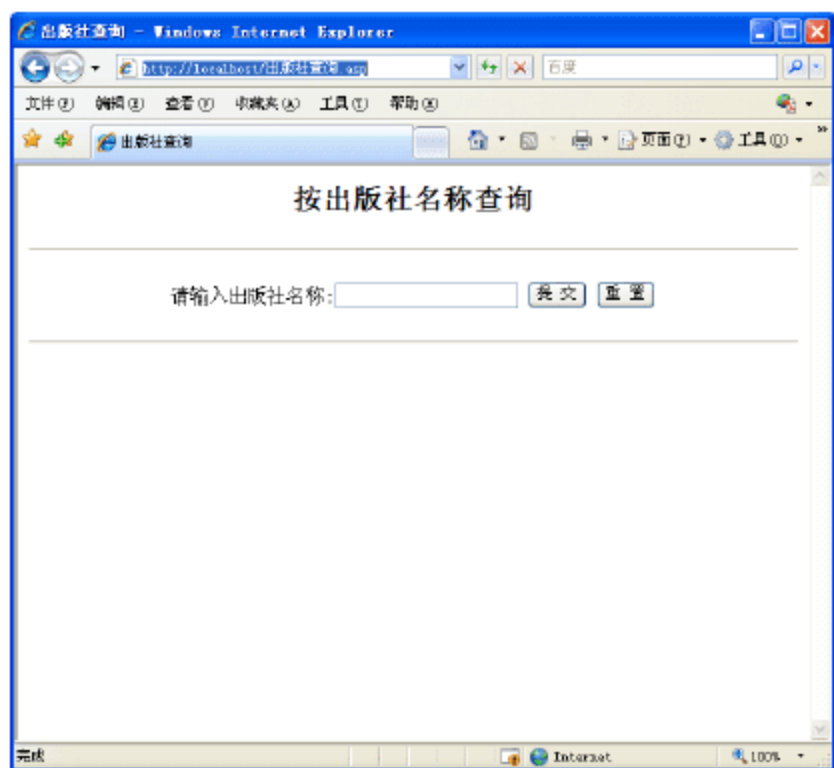 出版社查询 - Windows Internet Explorer
http://localhost/出版社查询.asp 百度
文件(F) 编辑(E) 查看(V) 收藏夹(A) 工具(T) 帮助(H)
出版社查询 页面(P) 工具(O)
按出版社名称查询
请输入出版社名称: 提 交 重 置
完成 Internet 100%